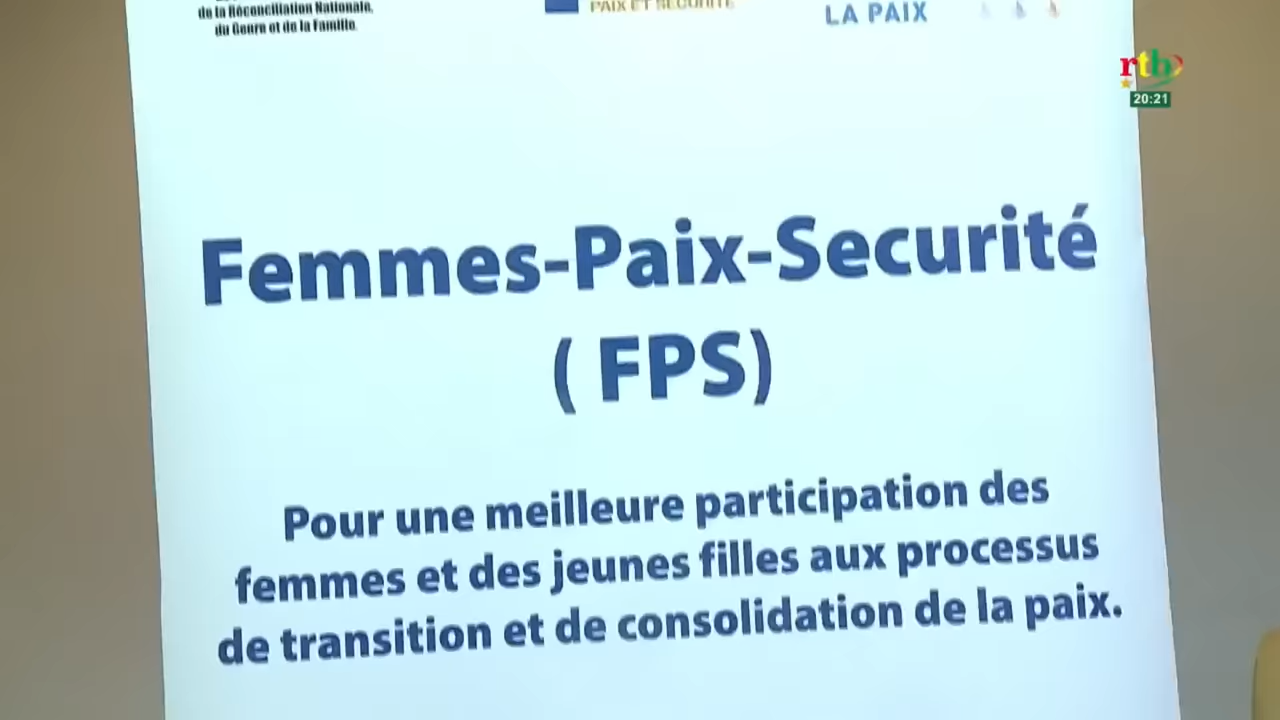 de la Réconciliation Nationale,
du Genre et de la Famille.
PAIX ET SECURITE
LA PAIX
rtb
20:21
Femmes-Paix-Securité
( FPS)
Pour une meilleure participation des
femmes et des jeunes filles aux processus
de transition et de consolidation de la paix.